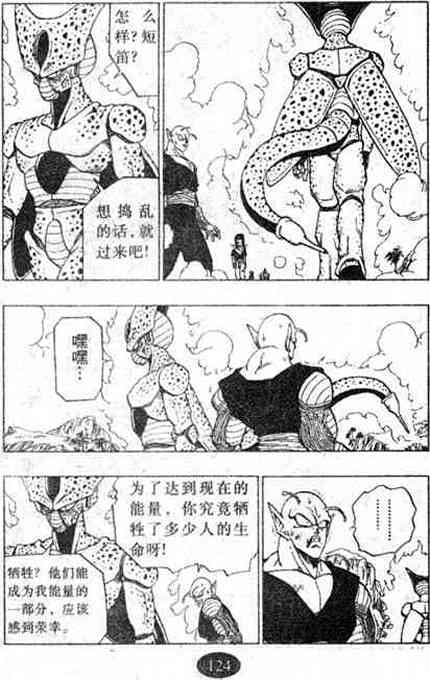 怎么
样？短
笛？
想捣乱
的话，就
过来吧！
嘿
嘿
…
为了达到现在的
能量，你究竟牺
牲了多少人的生
命呀！
牺牲？他们能
成为我能量的
一部分，应该
感到荣幸。
…………
124